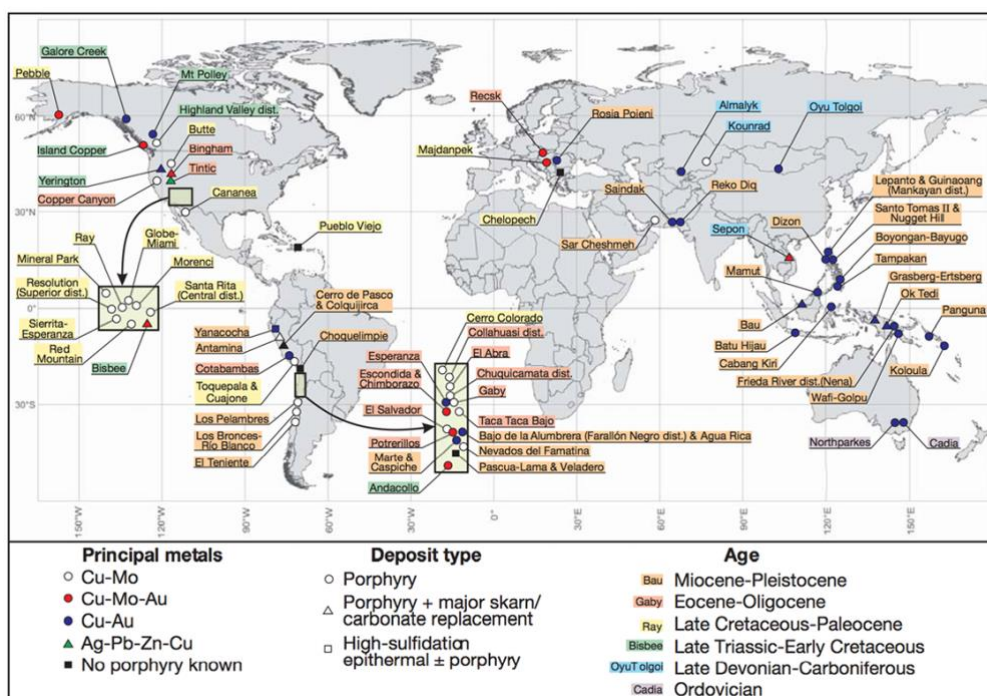 Galore Creek
Pebble
Mt Polley
Highland Valley dist.
Butte
Bingham
Tintic
Island Copper
Yerington
Copper Canyon
Cananea
Recsk
Rosia Poieni
Majdanpek
Chelopech
Almalyk
Kounrad
Oyu Tolgoi
Saindak
Reko Diq
Sar Cheshmeh
Sepon
Dizon
Lepanto & Guinaoang
(Mankayan dist.)
Santo Tomas II &
Nugget Hill
Boyongan-Bayugo
Tampakan
Mamut
Grasberg-Ertsberg
Ok Tedi
Panguna
Bau
Batu Hijau
Cabang Kiri
Frieda River dist.(Nena)
Wafi-Golpu
Koloula
Northparkes
Cadia
Pueblo Viejo
Ray
Globe-
Miami
Mineral Park
Morenci
Resolution
(Superior dist.)
Santa Rita
(Central dist.)
Sierrita-
Esperanza
Red
Mountain
Bisbee
Cerro de Pasco
& Colquijirca
Yanacocha
Antamina
Choquelimpie
Cotabambas
Toquepala &
Cuajone
Los Pelambres
Los Bronces-
Río Blanco
El Teniente
Cerro Colorado
Collahuasi dist.
Esperanza
El Abra
Escondida &
Chimborazo
Chuquicamata dist.
Gaby
El Salvador
Taca Taca Bajo
Potrerillos
Bajo de la Alumbrera (Farallón Negro dist.) & Agua Rica
Marte &
Caspiche
Nevados del Famatina
Pascua-Lama & Veladero
Andacollo
60°N
30°N
0°
30°S
150°W
120°W
90°W
60°W
30°W
0°
30°E
60°E
90°E
120°E
150°E
Principal metals
Cu-Mo
Cu-Mo-Au
Cu-Au
Ag-Pb-Zn-Cu
No porphyry known
Deposit type
Porphyry
Porphyry + major skarn/
carbonate replacement
High-sulfidation
epithermal ± porphyry
Age
Bau Miocene-Pleistocene
Gaby Eocene-Oligocene
Ray Late Cretaceous-Paleocene
Bisbee Late Triassic-Early Cretaceous
OyuTolgoi Late Devonian-Carboniferous
Cadia Ordovician